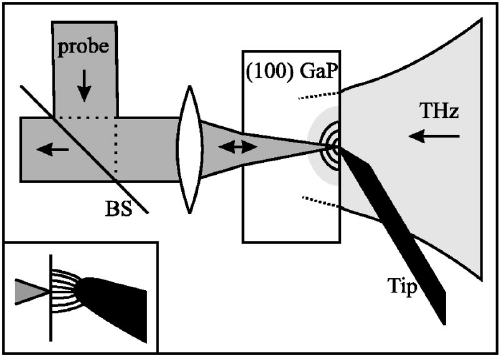 probe
(100) GaP
THz
BS
Tip